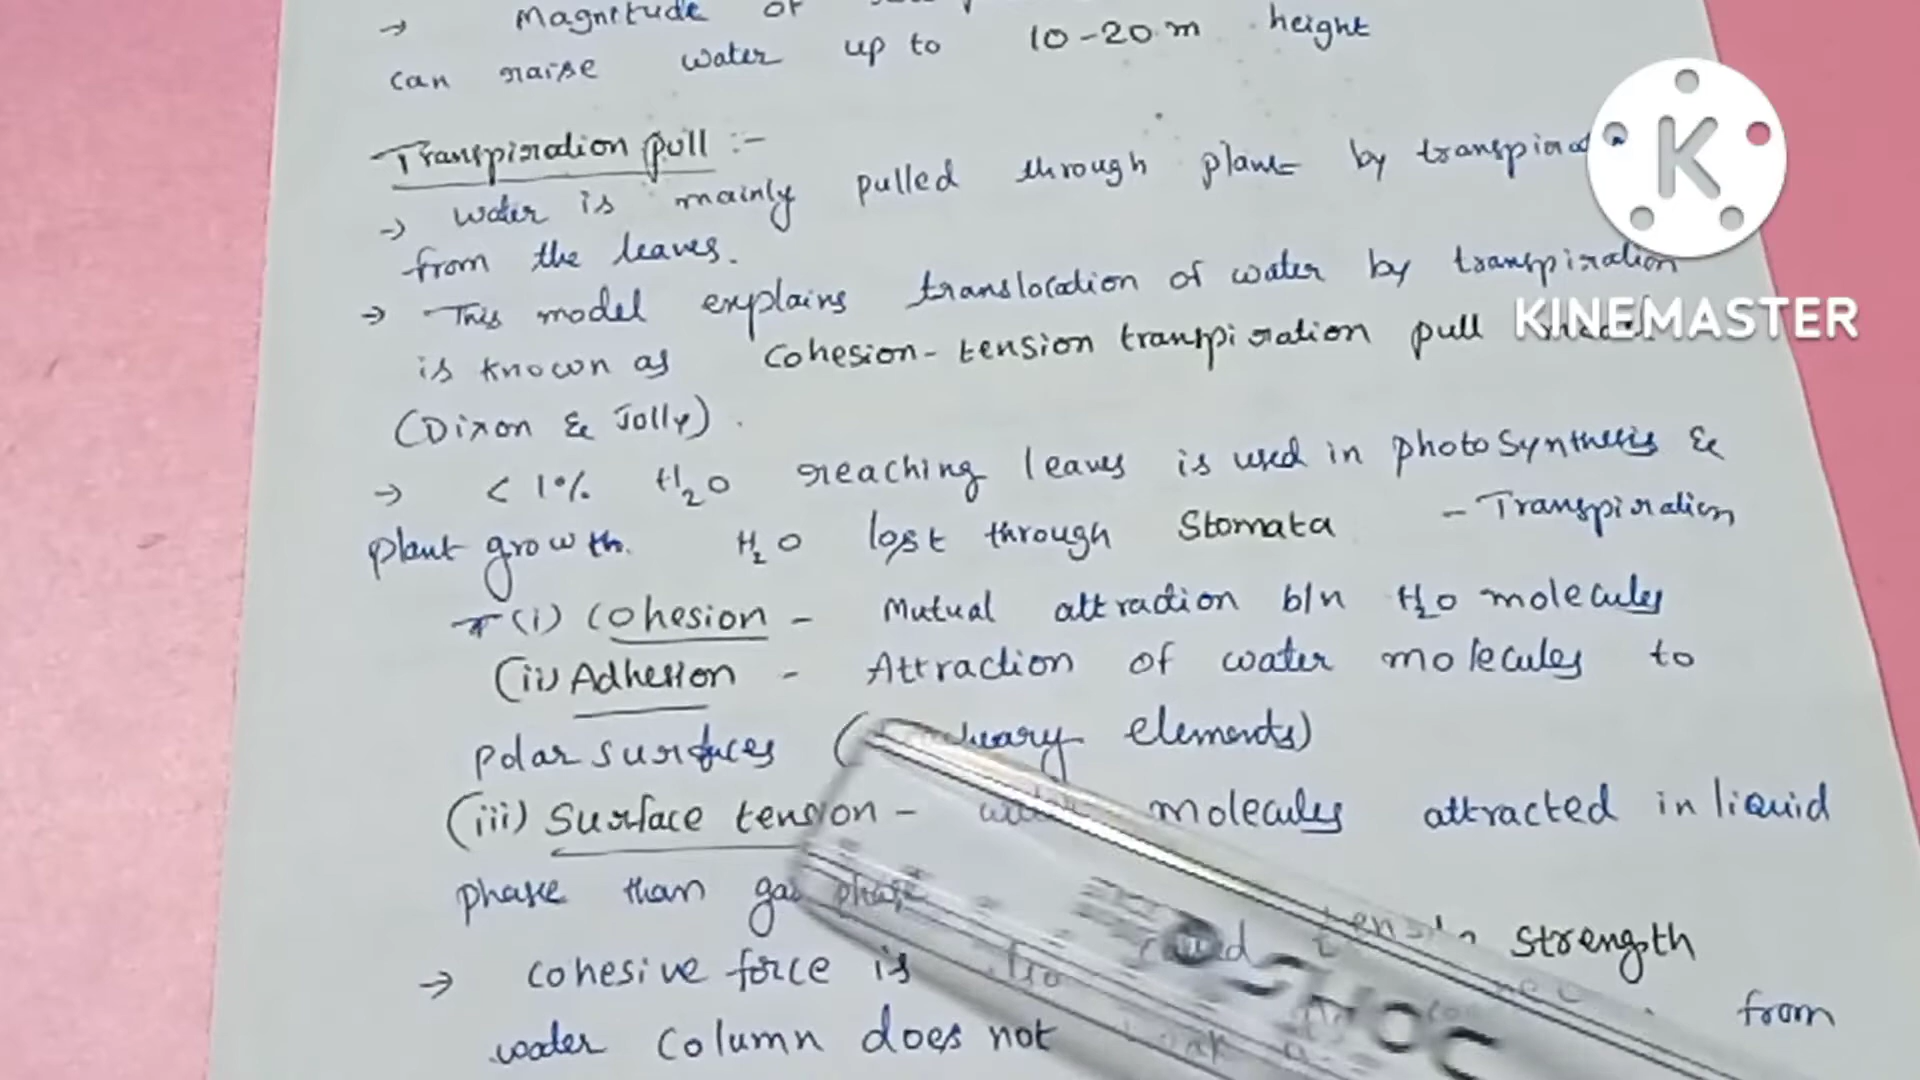 → Magnitude of
can raise water up to 10-20 m height
Transpiration pull :-
→ water is mainly pulled through plant by
from the leaves.
→ This model explains translocation of water by transpiration
is known as cohesion-tension transpiration pull
(Dixon & Jolly).
→ < 1% H2O reaching leaves is used in photosynthesis &
plant growth. H2O lost through Stomata - Transpiration
(i) Cohesion - Mutual attraction b/n H2O molecules
(ii) Adhesion - Attraction of water molecules to
polar surfaces ( elements)
(iii) Surface tension - water molecules attracted in liquid
phase than gas phase
→ cohesive force is strength
water column does not from
K
KINEMASTER